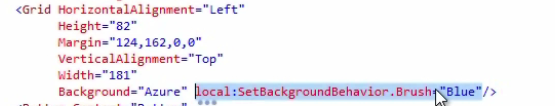 <Grid HorizontalAlignment="Left"
Height="82"
Margin="124,162,0,0"
VerticalAlignment="Top"
Width="181"
Background="Azure" local:SetBackgroundBehavior.Brush="Blue"/>